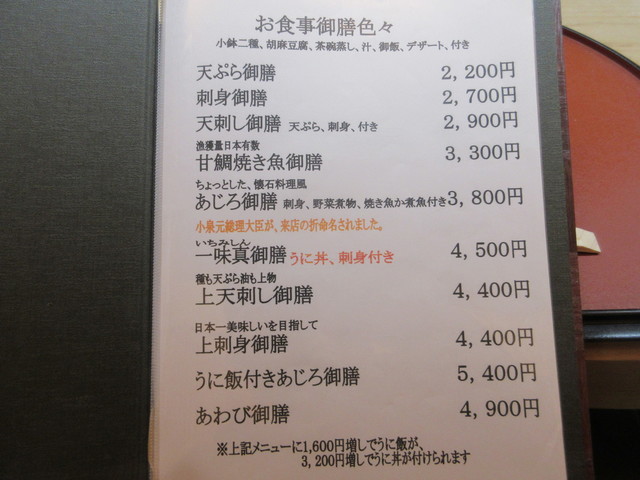 お食事御膳色々
小鉢二種、胡麻豆腐、茶碗蒸し、汁、御飯、デザート、付き
天ぷら御膳 2,200円
刺身御膳 2,700円
天刺し御膳 天ぷら、刺身、付き 2,900円
漁獲量日本有数
甘鯛焼き魚御膳 3,300円
ちょっとした、懐石料理風
あじろ御膳 刺身、野菜煮物、焼き魚か煮魚付き 3,800円
小泉元総理大臣が、来店の折命名されました。
いちみしん
一味真御膳 うに丼、刺身付き 4,500円
種も天ぷら油も上物
上天刺し御膳 4,400円
日本一美味しいを目指して
上刺身御膳 4,400円
うに飯付きあじろ御膳 5,400円
あわび御膳 4,900円
※上記メニューに1,600円増しでうに飯が、
3,200円増しでうに丼が付けられます